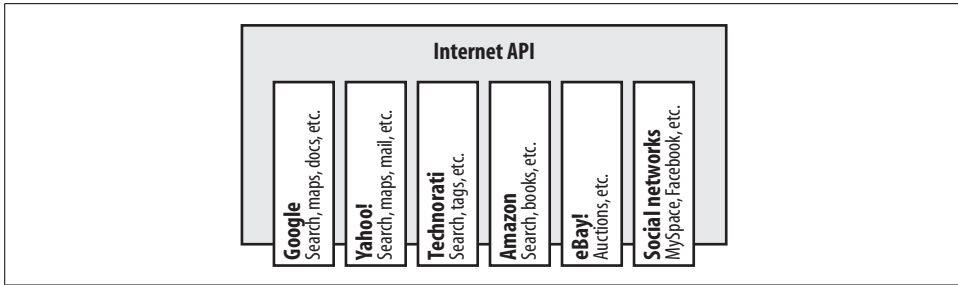 Internet API
Google
Search, maps, docs, etc.
Yahoo!
Search, maps, mail, etc.
Technorati
Search, tags, etc.
Amazon
Search, books, etc.
eBay!
Auctions, etc.
Social networks
MySpace, Facebook, etc.